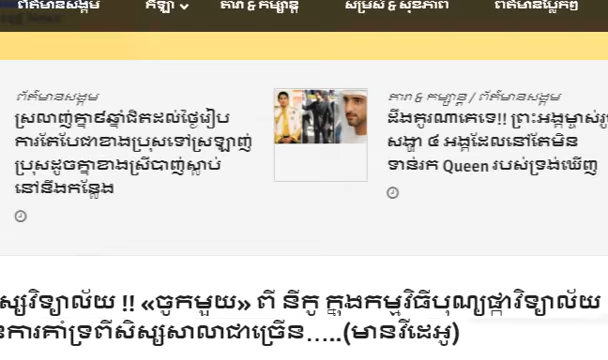 ព័ត៌មានសង្គម កីឡា តារា & កម្សាន្ត សម្រស់ & សុខភាព ព័ត៌មានប្លែកៗ
ព័ត៌មានសង្គម
ស្រលាញ់គ្នា៩ឆ្នាំជិតដល់ថ្ងៃរៀប
ការតែបែជាខាងប្រុសទៅស្រឡាញ់
ប្រុសដូចគ្នាខាងស្រីបាញ់ស្លាប់
នៅនឹងកន្លែង
តារា & កម្សាន្ត / ព័ត៌មានសង្គម
ដឹងគូរណាគេទេ!! ព្រះអង្គម្ចាស់រូប
សង្ហា ៤ អង្គដែលនៅតែមិន
ទាន់រក Queen របស់ទ្រង់ឃើញ
ស្សវិទ្យាល័យ !! «ចូកមួយ» ពី នីកូ ក្នុងកម្មវិធីបុណ្យផ្កាវិទ្យាល័យ
នការគាំទ្រពីសិស្សសាលាជាច្រើន…..(មានវីដេអូ)